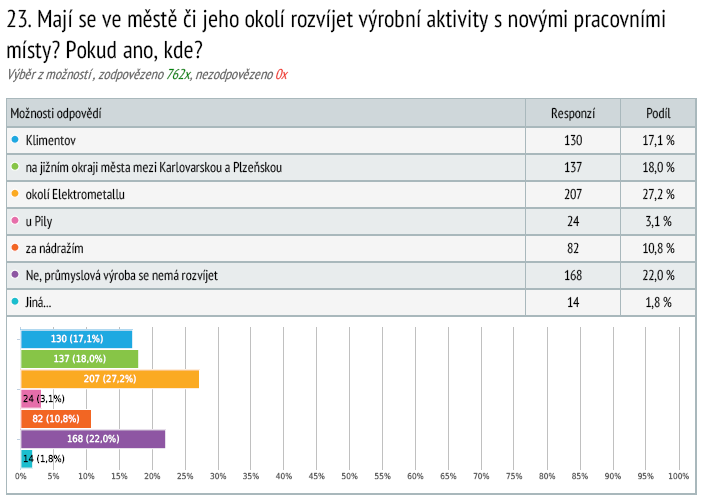 23. Mají se ve městě či jeho okolí rozvíjet výrobní aktivity s novými pracovními
místy? Pokud ano, kde?
Výběr z možností , zodpovězeno 762x, nezodpovězeno 0x
Možnosti odpovědí Responzí Podíl
Klimentov 130 17,1 %
na jižním okraji města mezi Karlovarskou a Plzeňskou 137 18,0 %
okolí Elektrometallu 207 27,2 %
u Pily 24 3,1 %
za nádražím 82 10,8 %
Ne, průmyslová výroba se nemá rozvíjet 168 22,0 %
Jiná... 14 1,8 %
130 (17,1%)
137 (18,0%)
207 (27,2%)
24 (3,1%)
82 (10,8%)
168 (22,0%)
14 (1,8%)
0% 5% 10% 15% 20% 25% 30% 35% 40% 45% 50% 55% 60% 65% 70% 75% 80% 85% 90% 95% 100%